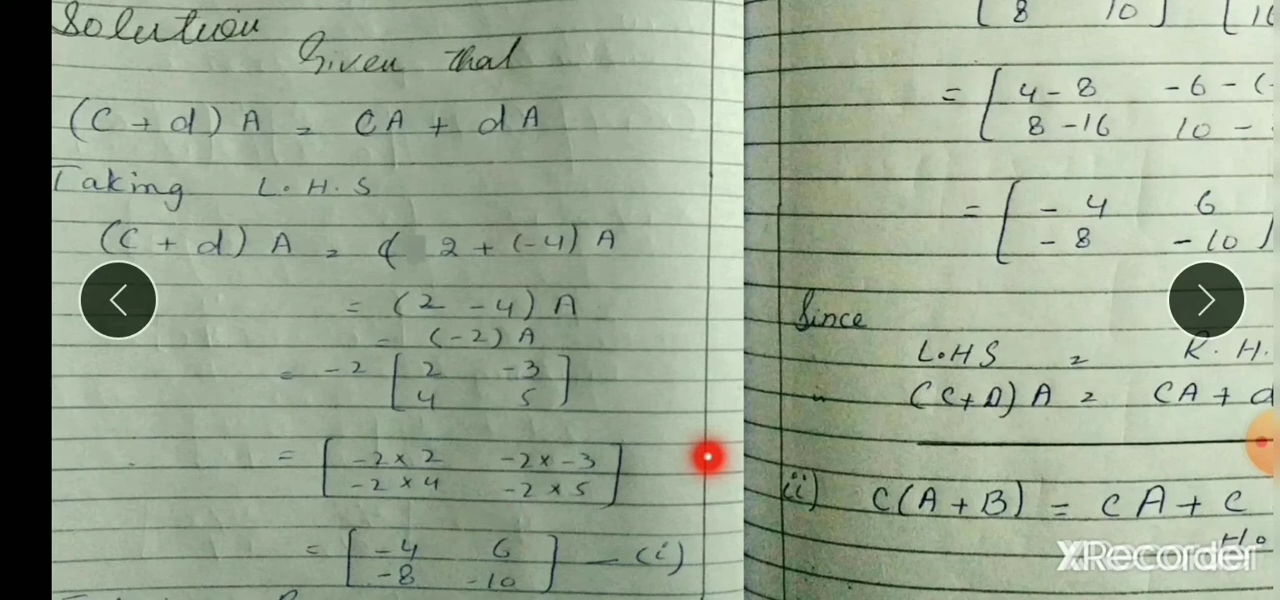 Solution
Given that
(C + d) A = CA + dA
Taking L.H.S
(C + d) A = ( 2 + (-4) A
= (2 - 4) A
= (-2) A
= -2 [ 2 -3
4 5 ]
= [ -2 × 2 -2 × -3
-2 × 4 -2 × 5 ]
= [ -4 6
-8 -10 ] — (i)
[ 8 10 ] [ 16
= [ 4 - 8 -6 - (-
8 - 16 10 -
= [ - 4 6
- 8 - 10 ]
Since
L.HS = R.H.
(C+D) A = CA + d
ii) C(A + B) = CA + C
XRecorder